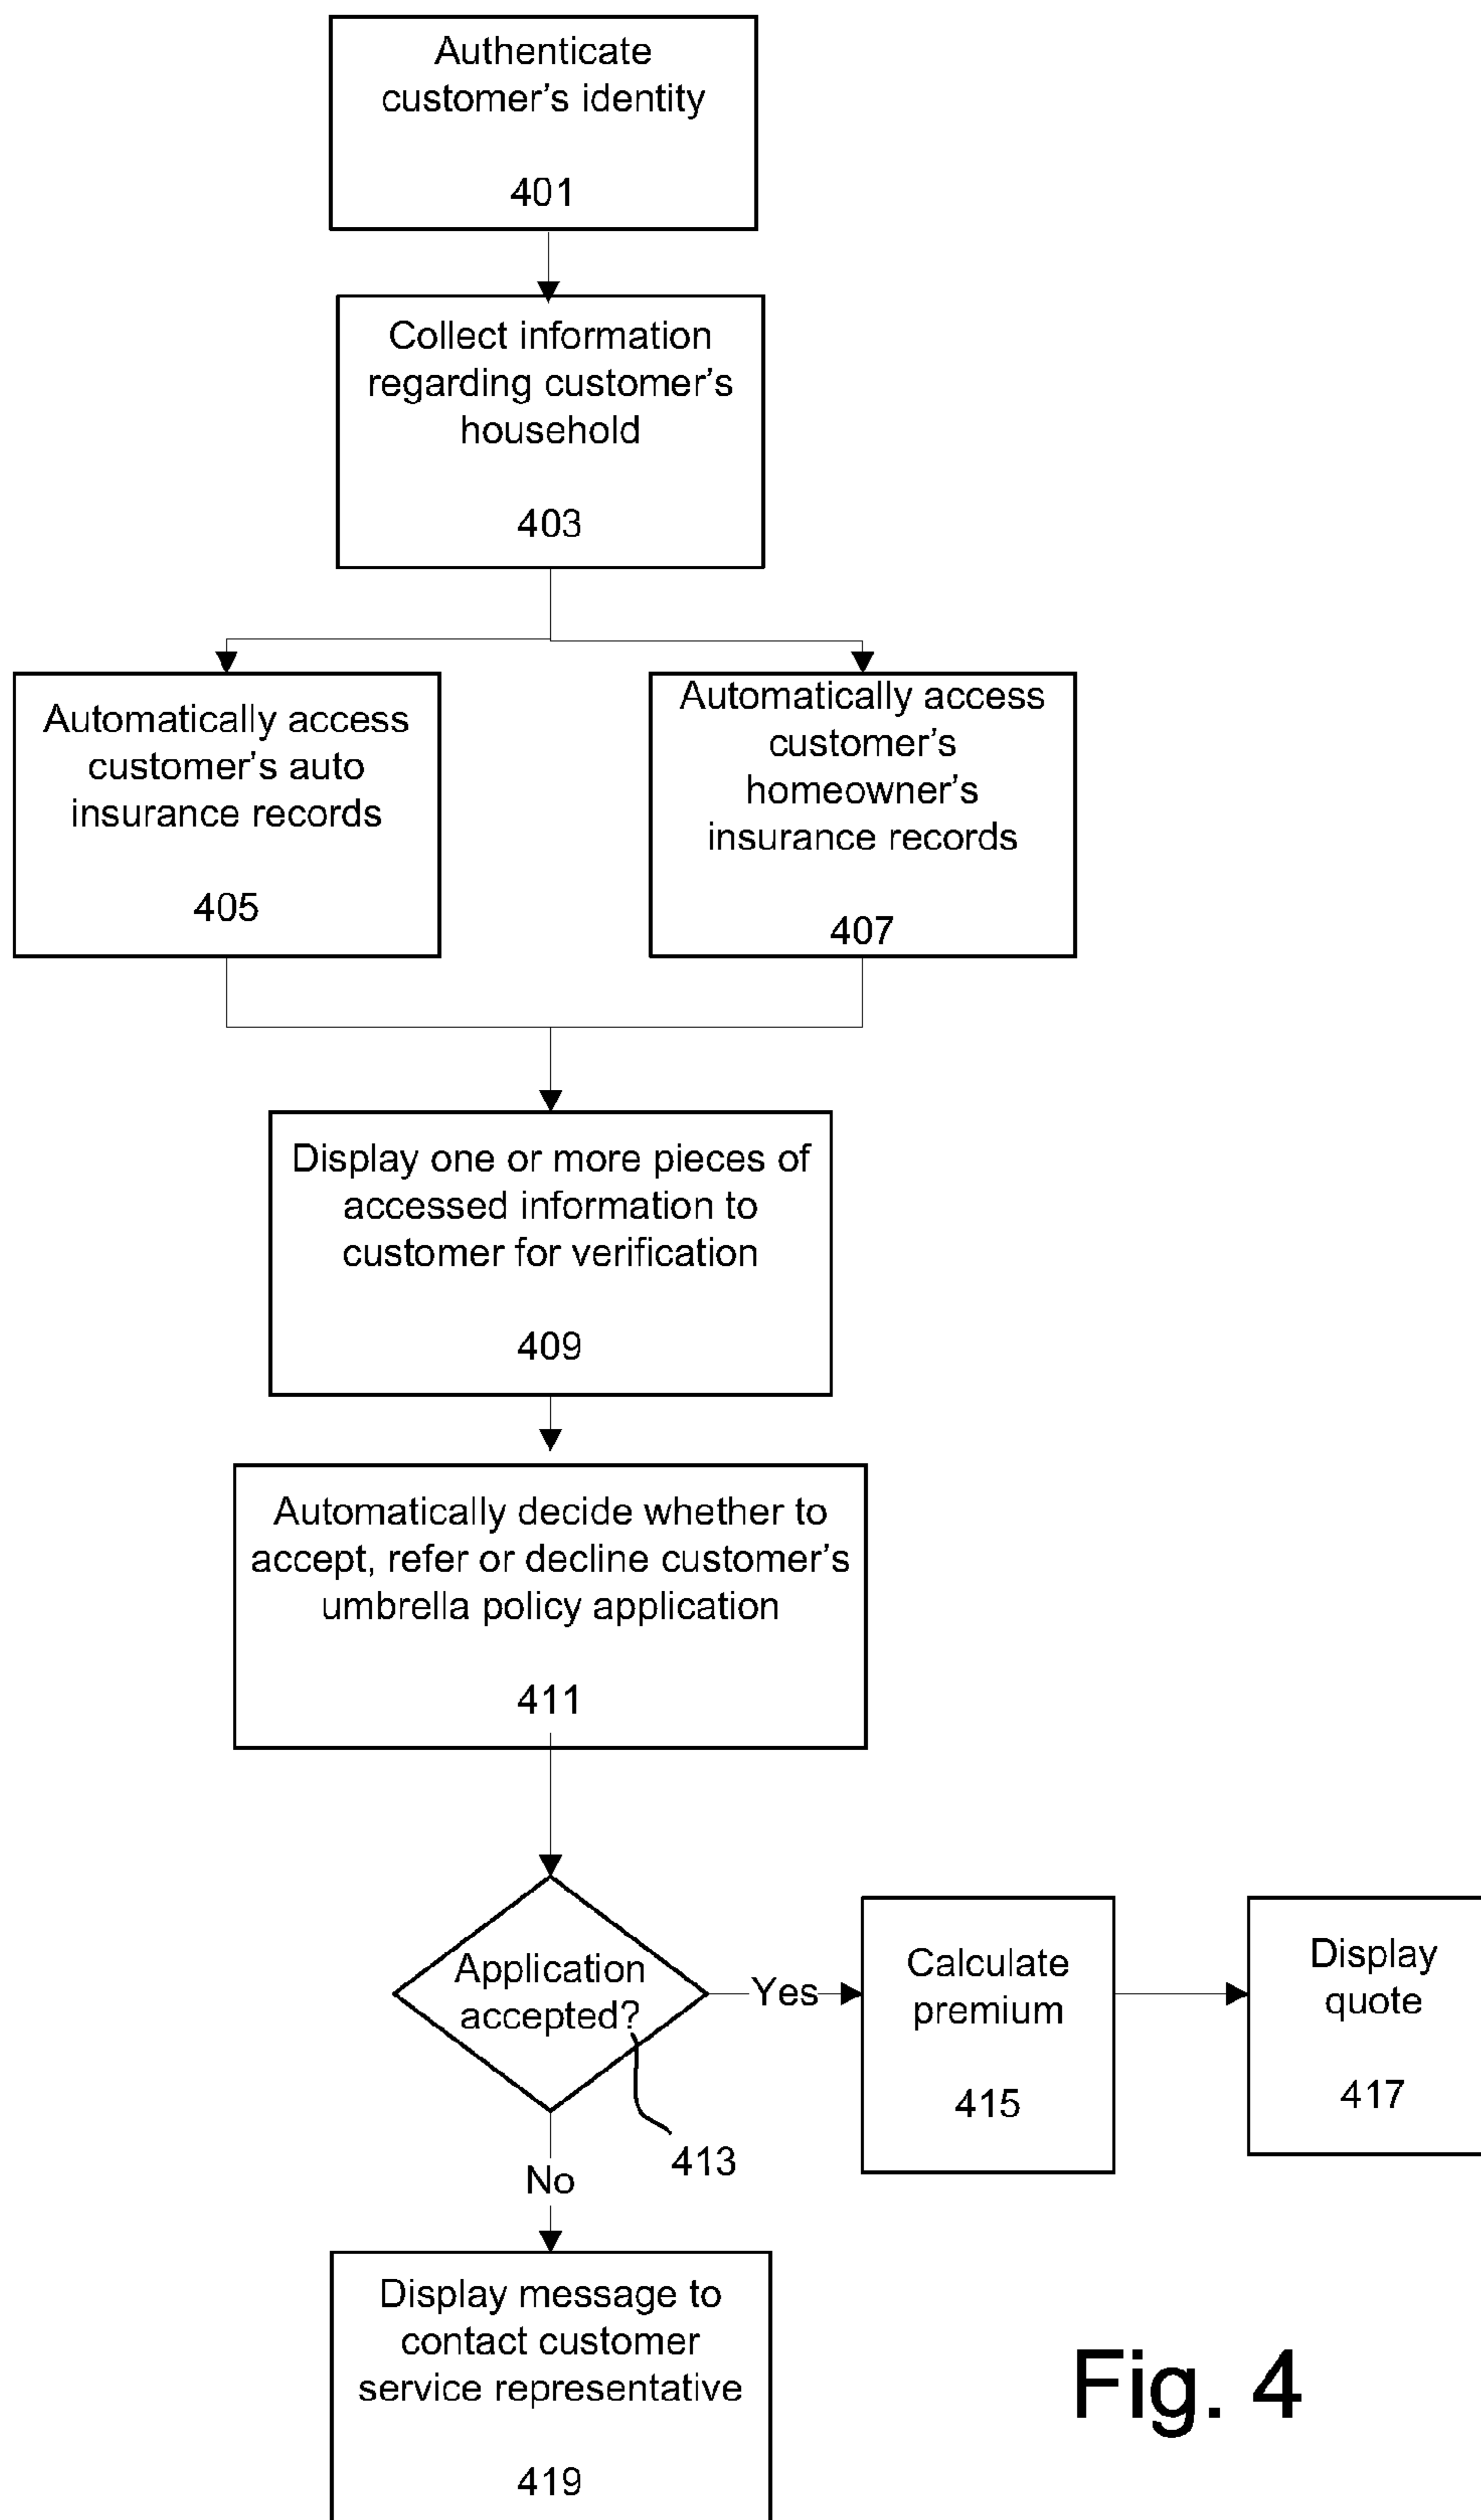 Authenticate
customer's identity
401
Collect information
regarding customer's
household
403
Automatically access
customer's auto
insurance records
405
Automatically access
customer's
homeowner's
insurance records
407
Display one or more pieces of
accessed information to
customer for verification
409
Automatically decide whether to
accept, refer or decline customer's
umbrella policy application
411
Application
accepted?
413
Yes
Calculate
premium
415
Display
quote
417
No
Display message to
contact customer
service representative
419
Fig. 4